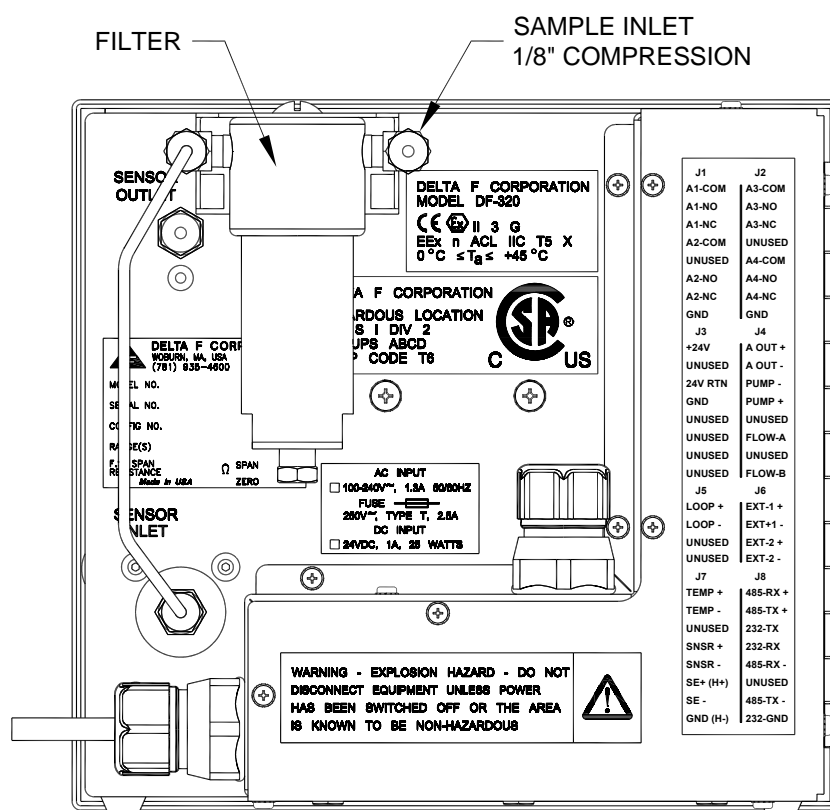 FILTER
SAMPLE INLET
1/8" COMPRESSION
SENSOR
OUTLET
DELTA F CORPORATION
MODEL DF-320
CE Ex II 3 G
EEx n ACL IIC T5 X
0°C ≤Ta≤ +45°C
A F CORPORATION
RDOUS LOCATION
S I DIV 2
UPS ABCD
P CODE T6
CSA ®
C US
DELTA F CORP
WOBURN, MA, USA
(781) 935-4600
MODEL NO.
SERIAL NO.
CONFIG NO.
RANGE(S)
F.S. SPAN
RESISTANCE
Ω SPAN
ZERO
Made in USA
AC INPUT
100-240V~, 1.3A 50/60HZ
FUSE
250V~, TYPE T, 2.5A
DC INPUT
24VDC, 1A, 25 WATTS
SENSOR
INLET
WARNING - EXPLOSION HAZARD - DO NOT
DISCONNECT EQUIPMENT UNLESS POWER
HAS BEEN SWITCHED OFF OR THE AREA
IS KNOWN TO BE NON-HAZARDOUS
J1 J2
A1-COM A3-COM
A1-NO A3-NO
A1-NC A3-NC
A2-COM UNUSED
UNUSED A4-COM
A2-NO A4-NO
A2-NC A4-NC
GND GND
J3 J4
+24V A OUT +
UNUSED A OUT -
24V RTN PUMP -
GND PUMP +
UNUSED UNUSED
UNUSED FLOW-A
UNUSED UNUSED
UNUSED FLOW-B
J5 J6
LOOP + EXT-1 +
LOOP - EXT+1 -
UNUSED EXT-2 +
UNUSED EXT-2 -
J7 J8
TEMP + 485-RX +
TEMP - 485-TX +
UNUSED 232-TX
SNSR + 232-RX
SNSR - 485-RX -
SE+ (H+) UNUSED
SE - 485-TX -
GND (H-) 232-GND